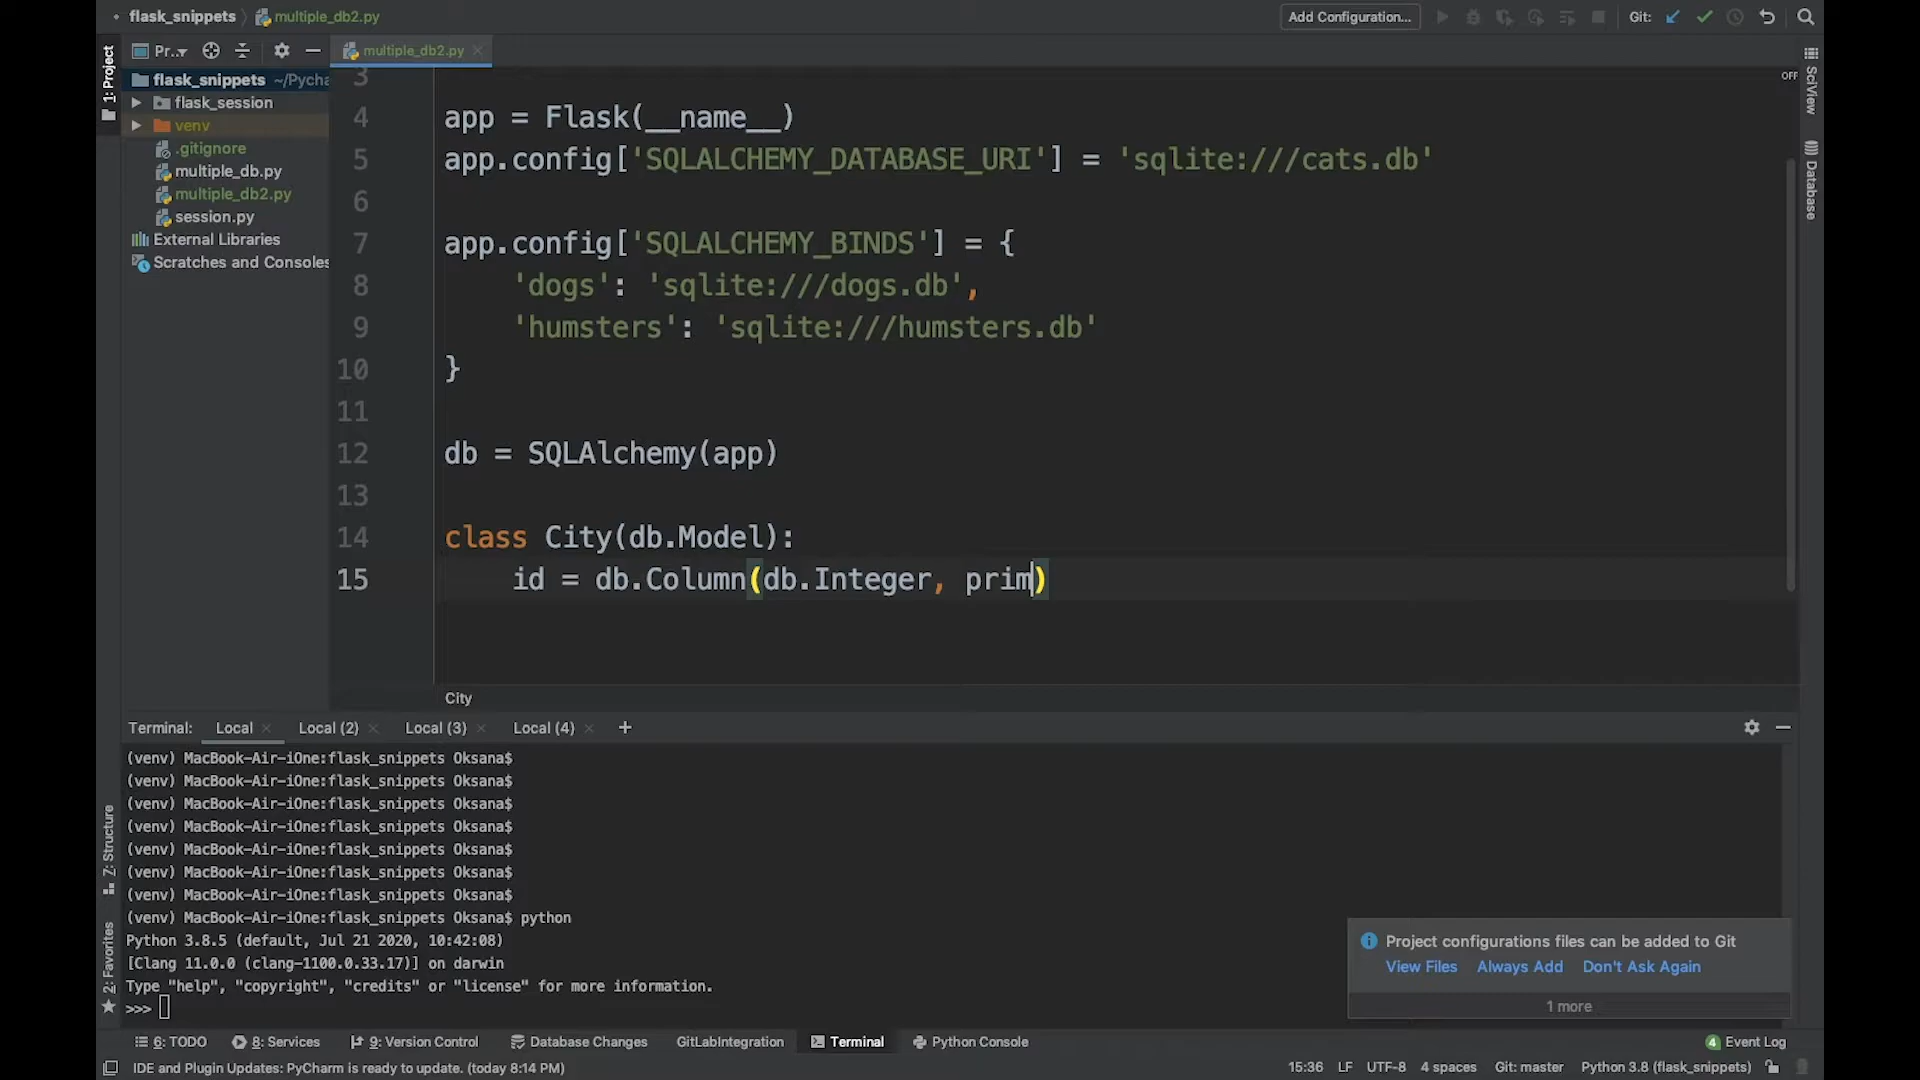 flask_snippets
multiple_db2.py
Add Configuration...
Git:
1: Project
Pr..
multiple_db2.py
flask_snippets ~/Pycha
flask_session
venv
.gitignore
multiple_db.py
multiple_db2.py
session.py
External Libraries
Scratches and Consoles
OFF
SciView
Database
3
4 app = Flask(__name__)
5 app.config['SQLALCHEMY_DATABASE_URI'] = 'sqlite:///cats.db'
6
7 app.config['SQLALCHEMY_BINDS'] = {
8 'dogs': 'sqlite:///dogs.db',
9 'humsters': 'sqlite:///humsters.db'
10 }
11
12 db = SQLAlchemy(app)
13
14 class City(db.Model):
15 id = db.Column(db.Integer, prim)
City
Terminal: Local Local (2) Local (3) Local (4) +
(venv) MacBook-Air-iOne:flask_snippets Oksana$
(venv) MacBook-Air-iOne:flask_snippets Oksana$
(venv) MacBook-Air-iOne:flask_snippets Oksana$
(venv) MacBook-Air-iOne:flask_snippets Oksana$
(venv) MacBook-Air-iOne:flask_snippets Oksana$
(venv) MacBook-Air-iOne:flask_snippets Oksana$
(venv) MacBook-Air-iOne:flask_snippets Oksana$
(venv) MacBook-Air-iOne:flask_snippets Oksana$ python
Python 3.8.5 (default, Jul 21 2020, 10:42:08)
[Clang 11.0.0 (clang-1100.0.33.17)] on darwin
Type "help", "copyright", "credits" or "license" for more information.
>>>
Z: Structure
2: Favorites
Project configurations files can be added to Git
View Files Always Add Don't Ask Again
1 more
6: TODO 8: Services 9: Version Control Database Changes GitLabIntegration Terminal Python Console
4 Event Log
IDE and Plugin Updates: PyCharm is ready to update. (today 8:14 PM)
15:36 LF UTF-8 4 spaces Git: master Python 3.8 (flask_snippets)